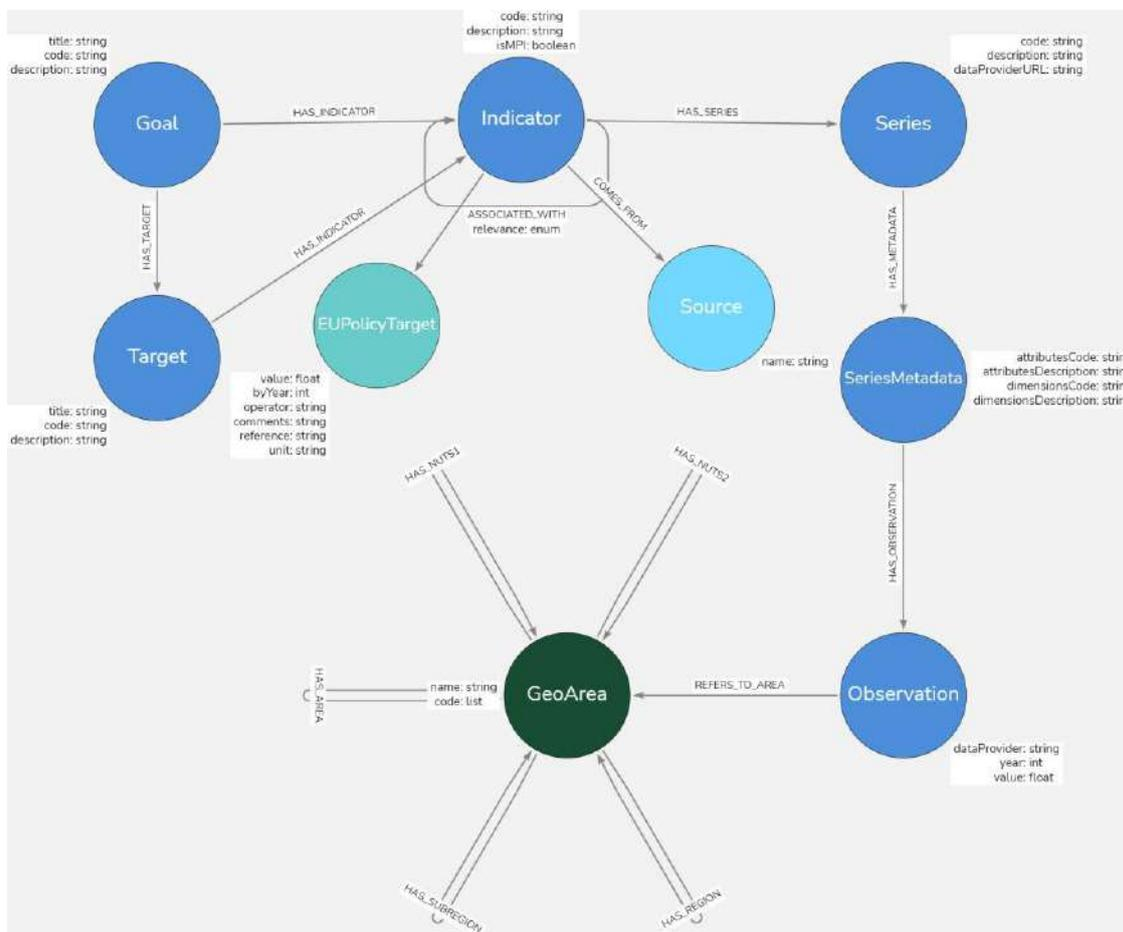 code: string
description: string
isMPI: boolean
title: string
code: string
description: string
code: string
description: string
dataProviderURL: string
Goal
HAS_INDICATOR
Indicator
HAS_SERIES
Series
HAS_TARGET
HAS_INDICATOR
ASSOCIATED_WITH
relevance: enum
COMES_FROM
HAS_METADATA
Target
EUPolicyTarget
Source
SeriesMetadata
name: string
attributesCode: strin
attributesDescription: strin
dimensionsCode: strin
dimensionsDescription: strin
title: string
code: string
description: string
value: float
byYear: int
operator: string
comments: string
reference: string
unit: string
HAS_NUTS1
HAS_NUTS2
HAS_OBSERVATION
HAS_AREA
name: string
code: list
GeoArea
REFERS_TO_AREA
Observation
dataProvider: string
year: int
value: float
HAS_SUBREGION
HAS_REGION